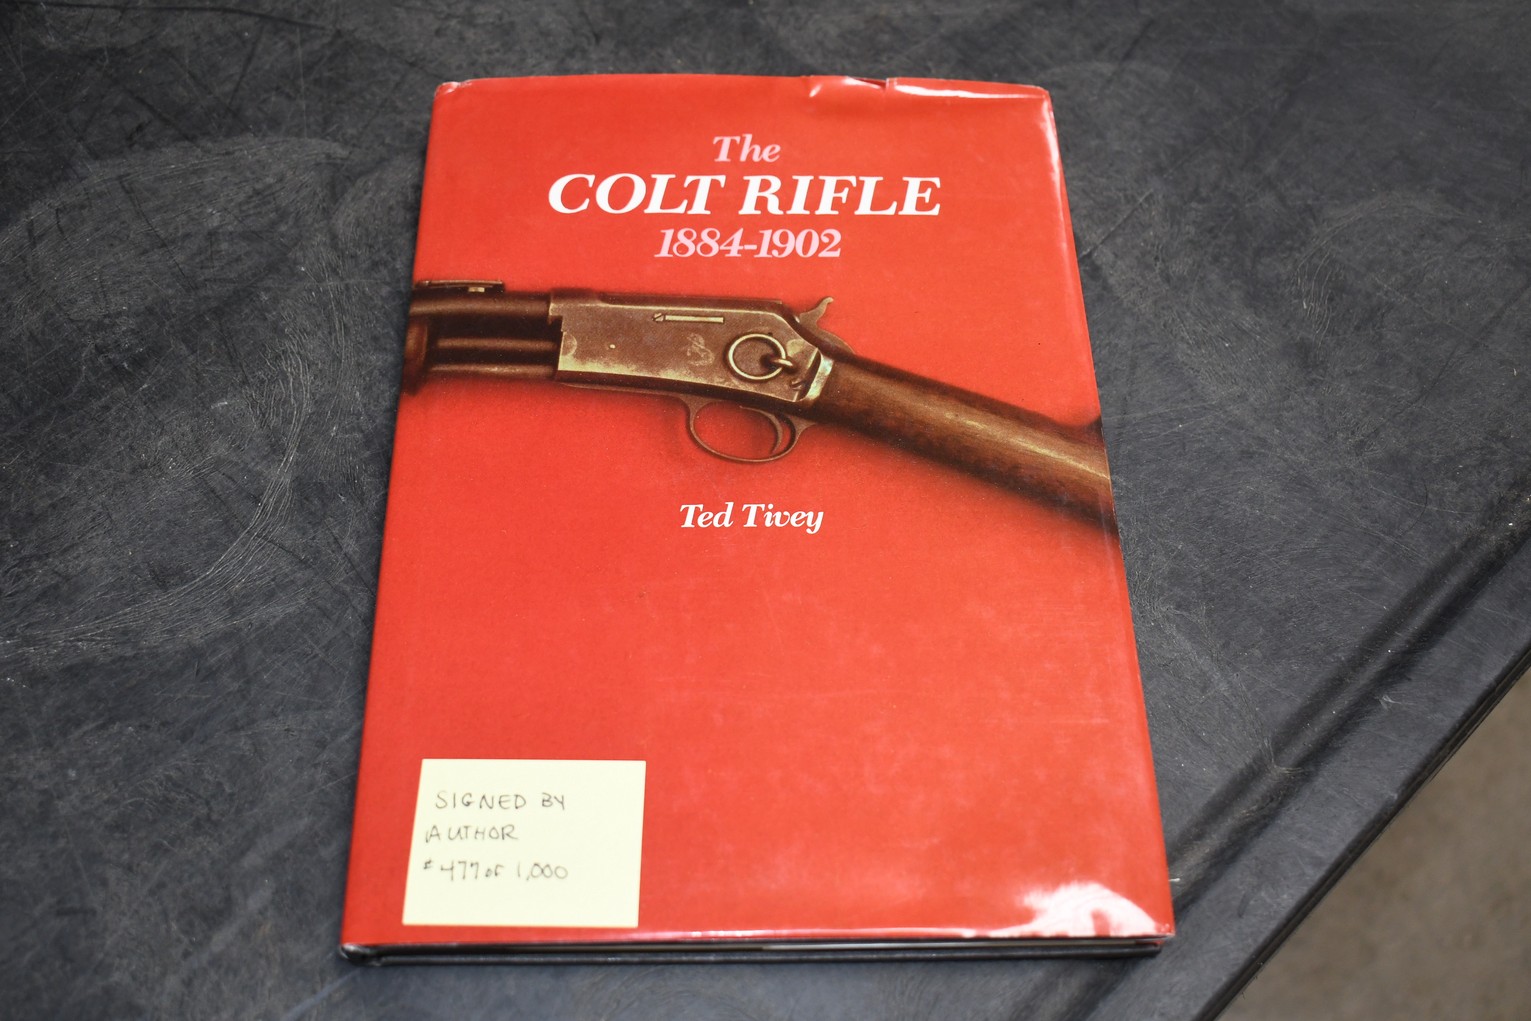 The
COLT RIFLE
1884-1902
Ted Tivey
SIGNED BY
AUTHOR
#477 of 1,000